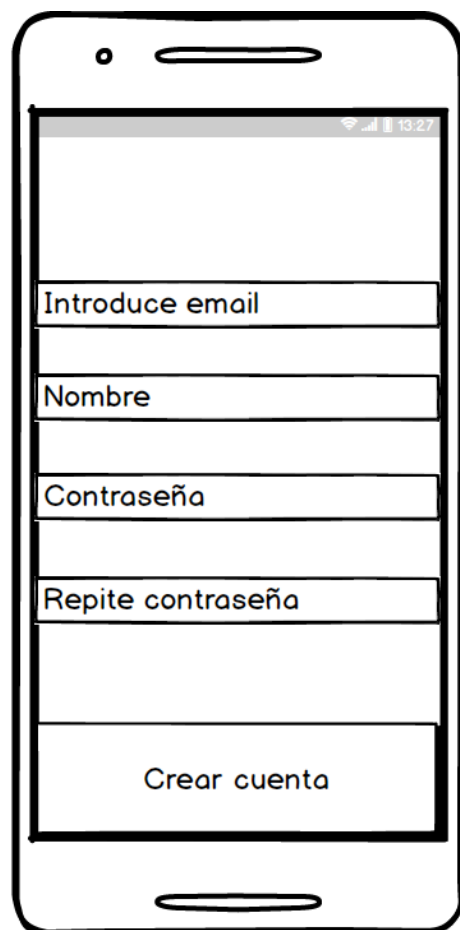 13:27
Introduce email
Nombre
Contraseña
Repite contraseña
Crear cuenta